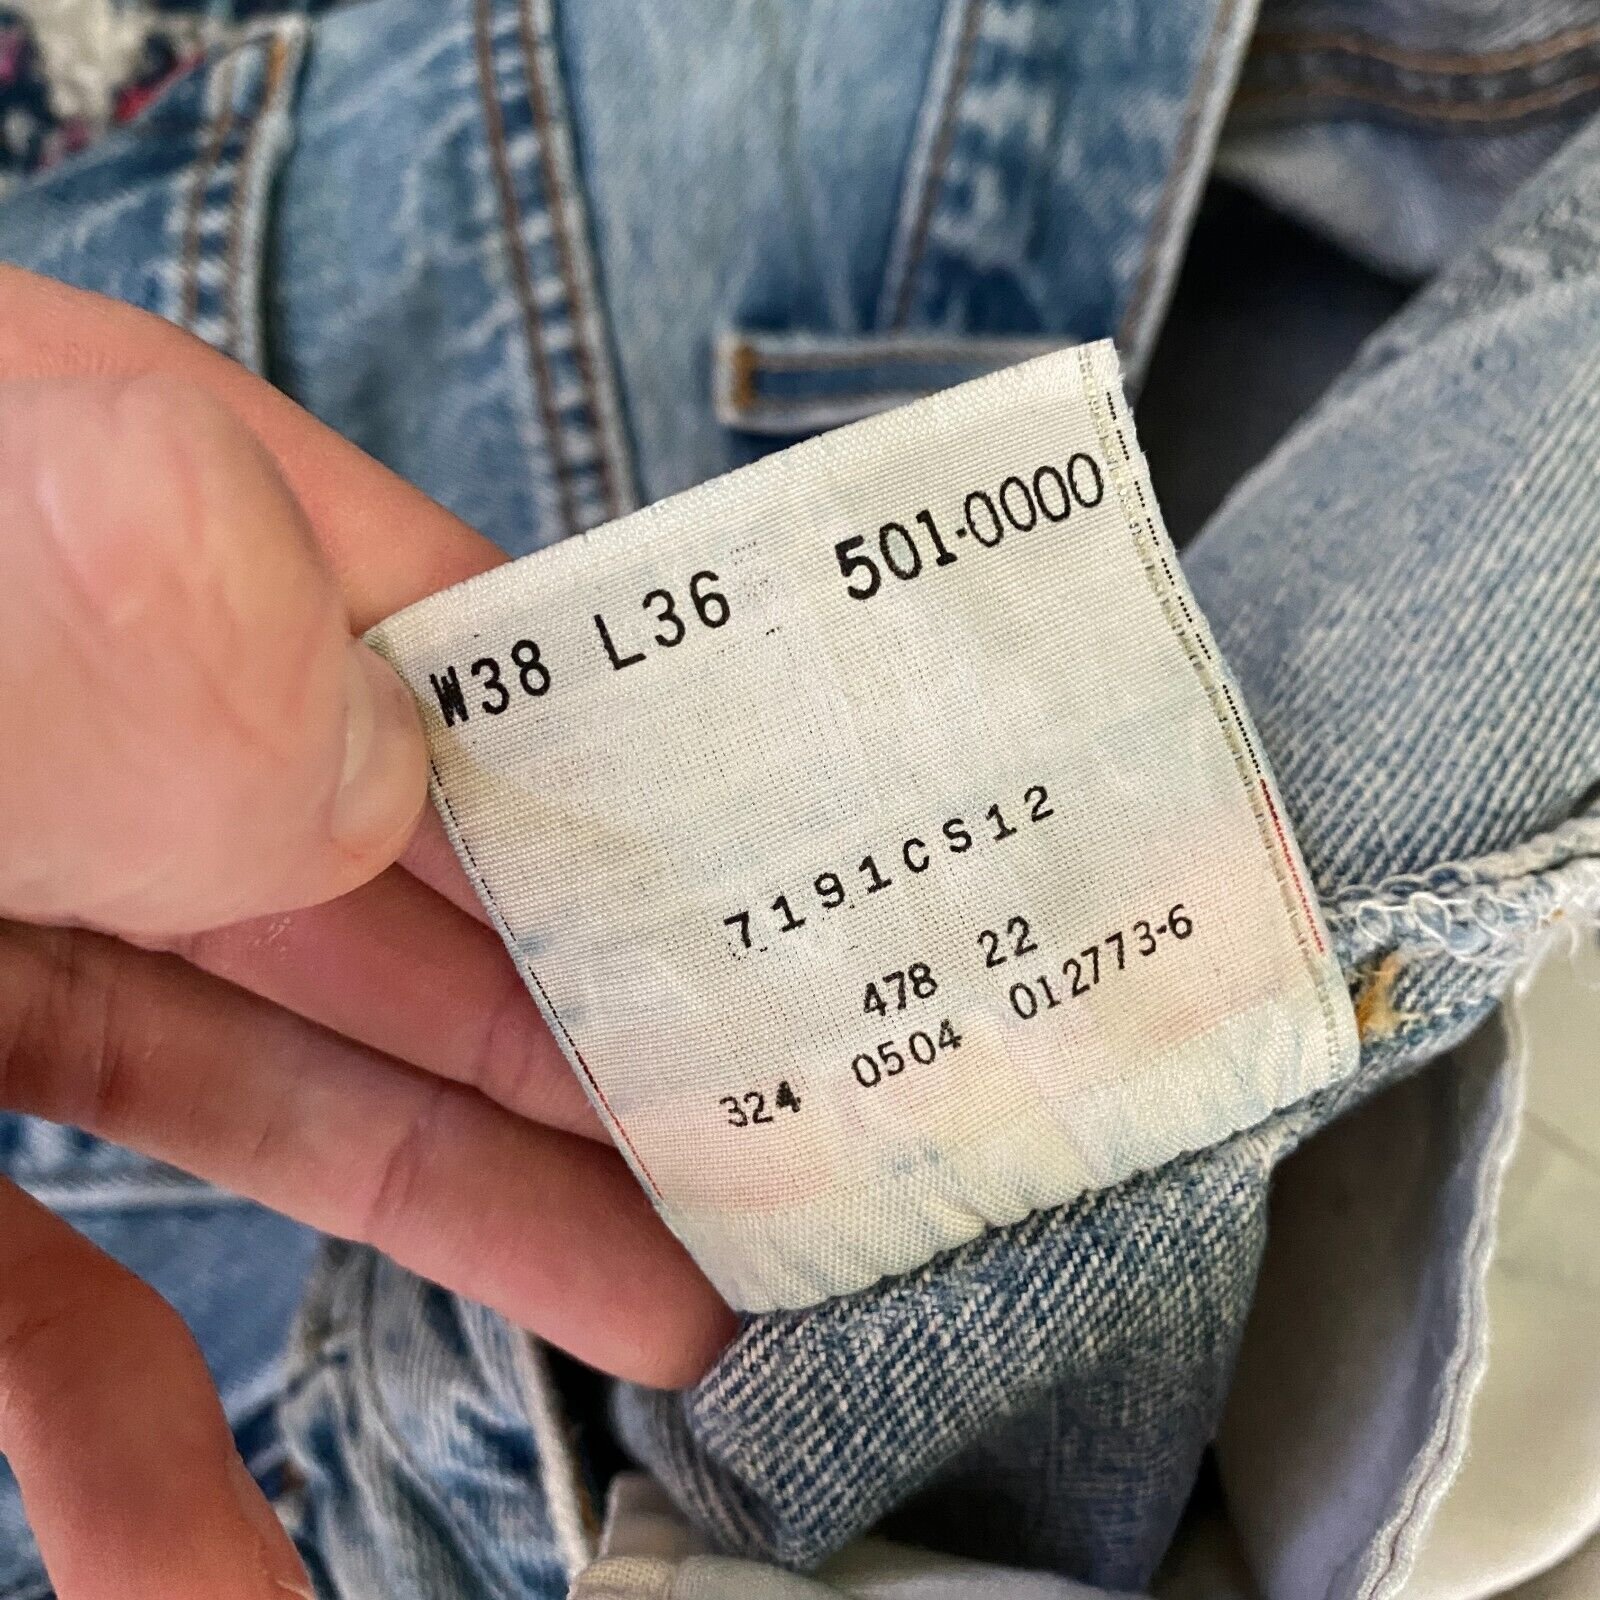 W38 L36 501-0000
7191CS12
478 22
324 0504 012773-6